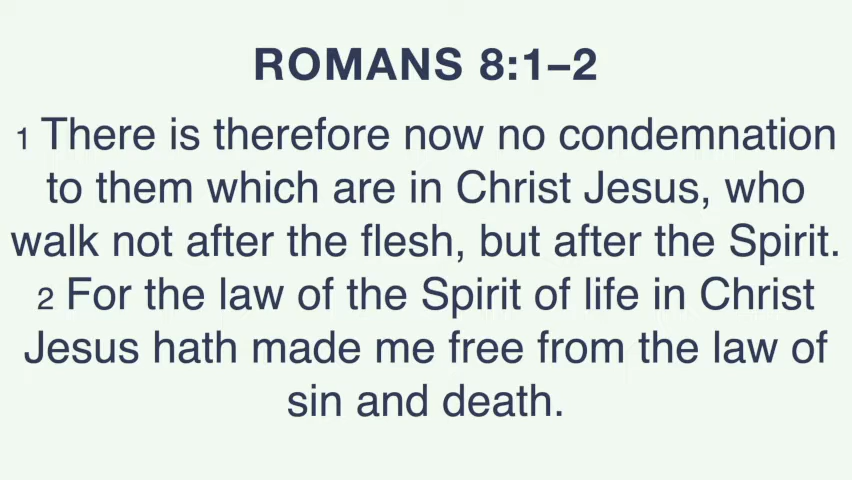 ROMANS 8:1–2
1 There is therefore now no condemnation
to them which are in Christ Jesus, who
walk not after the flesh, but after the Spirit.
2 For the law of the Spirit of life in Christ
Jesus hath made me free from the law of
sin and death.